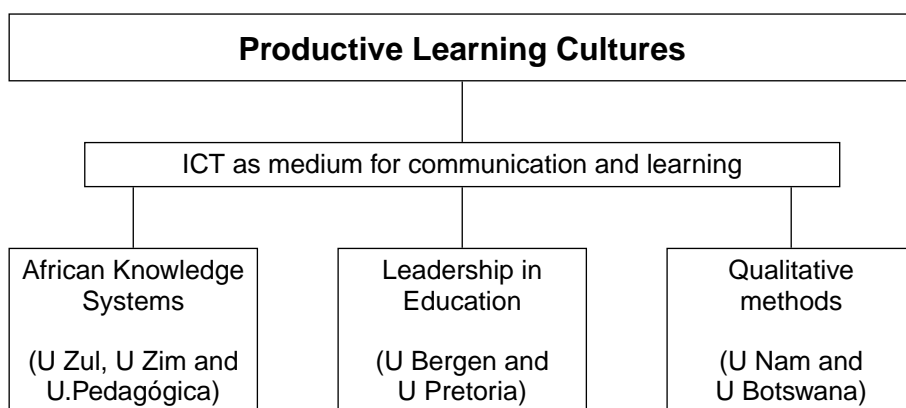 Productive Learning Cultures
ICT as medium for communication and learning
African Knowledge
Systems
(U Zul, U Zim and
U.Pedagógica)
Leadership in
Education
(U Bergen and
U Pretoria)
Qualitative
methods
(U Nam and
U Botswana)